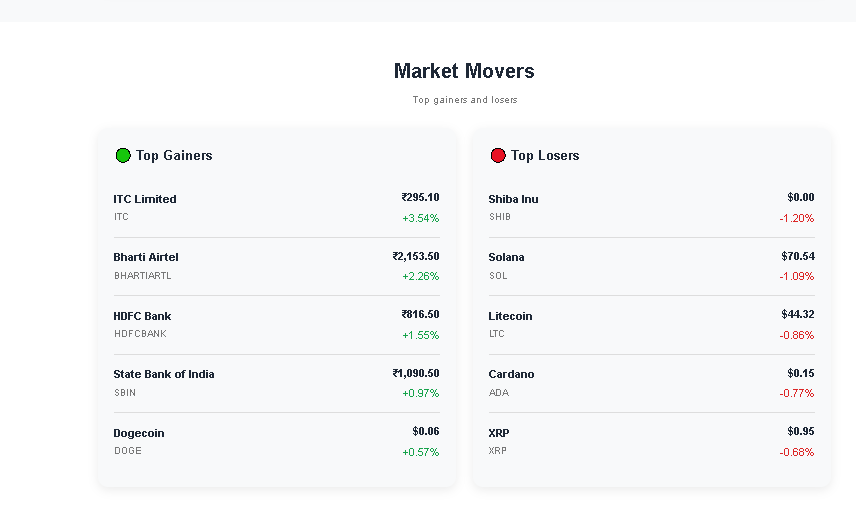 Market Movers
Top gainers and losers
Top Gainers
ITC Limited ₹295.10
ITC +3.54%
Bharti Airtel ₹2,153.50
BHARTIARTL +2.26%
HDFC Bank ₹816.50
HDFCBANK +1.55%
State Bank of India ₹1,090.50
SBIN +0.97%
Dogecoin $0.06
DOGE +0.57%
Top Losers
Shiba Inu $0.00
SHIB -1.20%
Solana $70.54
SOL -1.09%
Litecoin $44.32
LTC -0.86%
Cardano $0.15
ADA -0.77%
XRP $0.95
XRP -0.68%